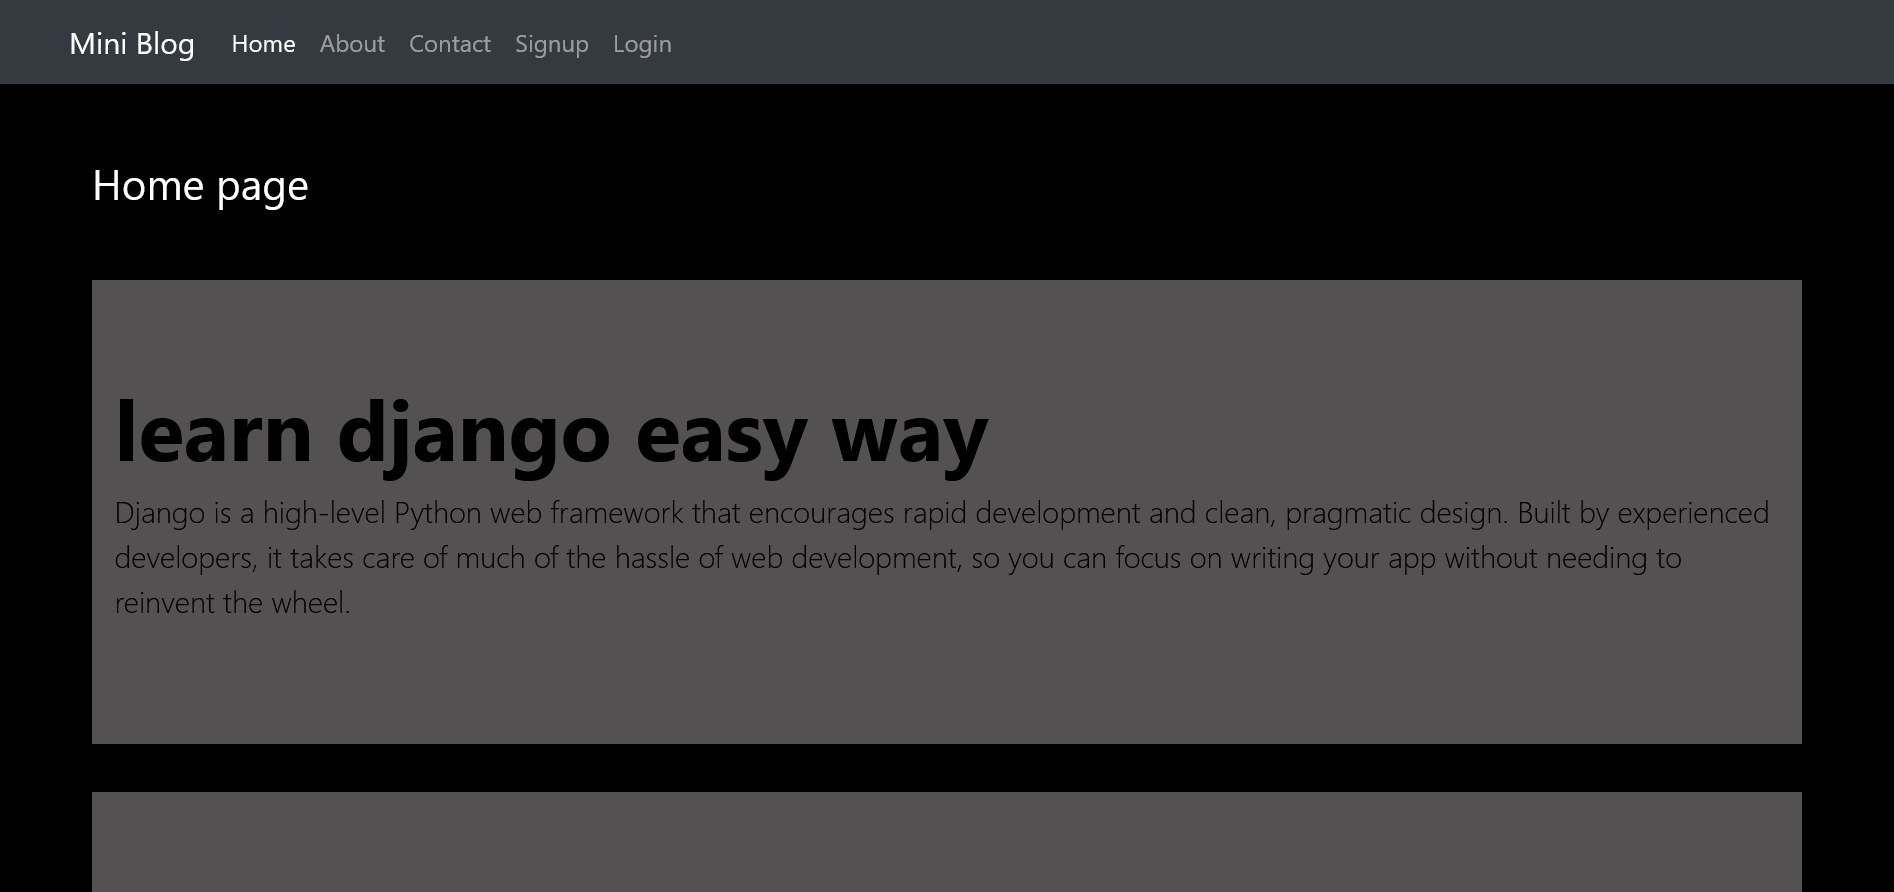 Mini Blog Home About Contact Signup Login
Home page
learn django easy way
Django is a high-level Python web framework that encourages rapid development and clean, pragmatic design. Built by experienced
developers, it takes care of much of the hassle of web development, so you can focus on writing your app without needing to
reinvent the wheel.